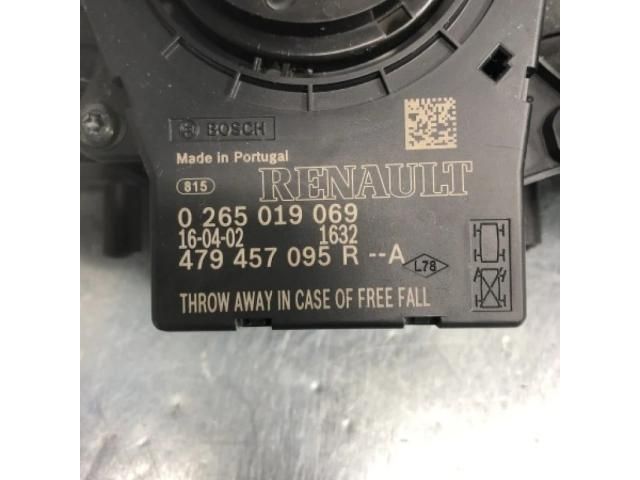 BOSCH
Made in Portugal
815
RENAULT
0 265 019 069
16-04-02 1632
479 457 095 R --A
L78
A
THROW AWAY IN CASE OF FREE FALL